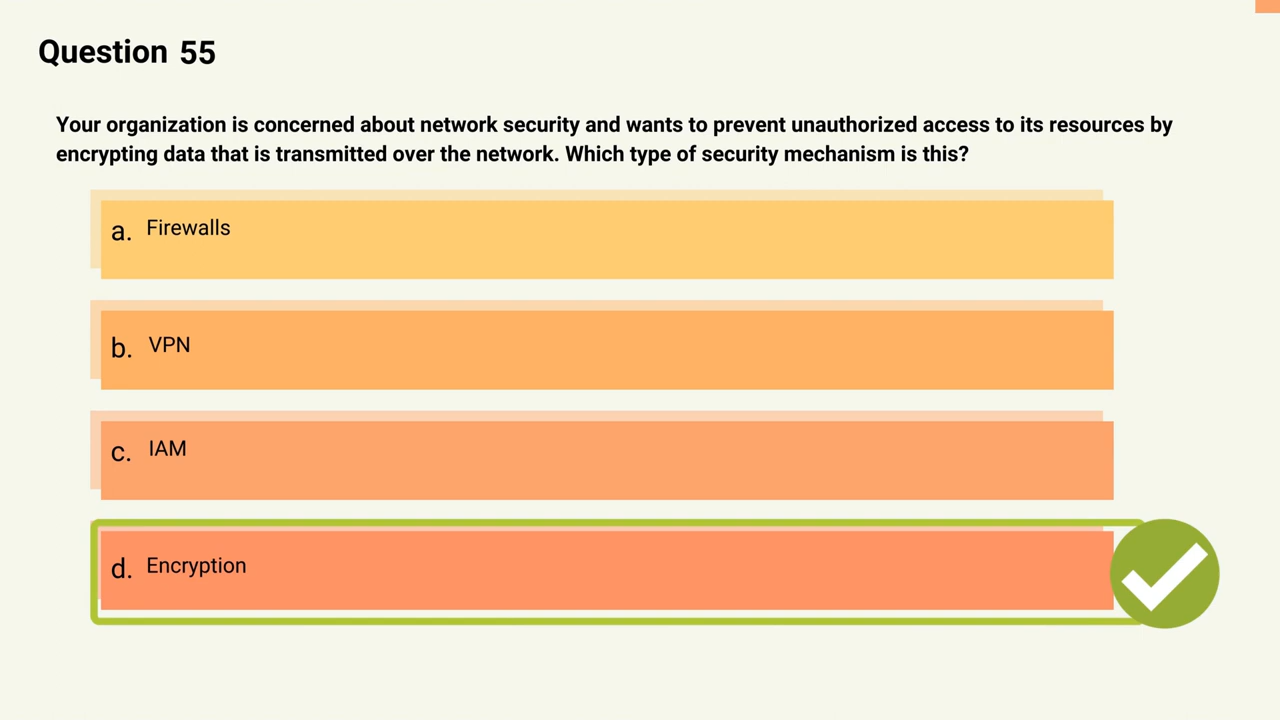 Question 55
Your organization is concerned about network security and wants to prevent unauthorized access to its resources by
encrypting data that is transmitted over the network. Which type of security mechanism is this?
a. Firewalls
b. VPN
c. IAM
d. Encryption